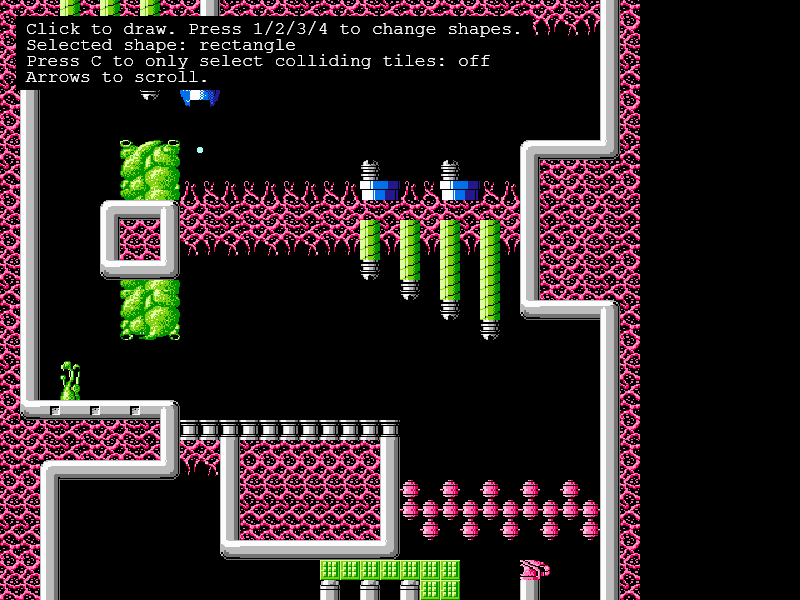 Click to draw. Press 1/2/3/4 to change shapes.
Selected shape: rectangle
Press C to only select colliding tiles: off
Arrows to scroll.